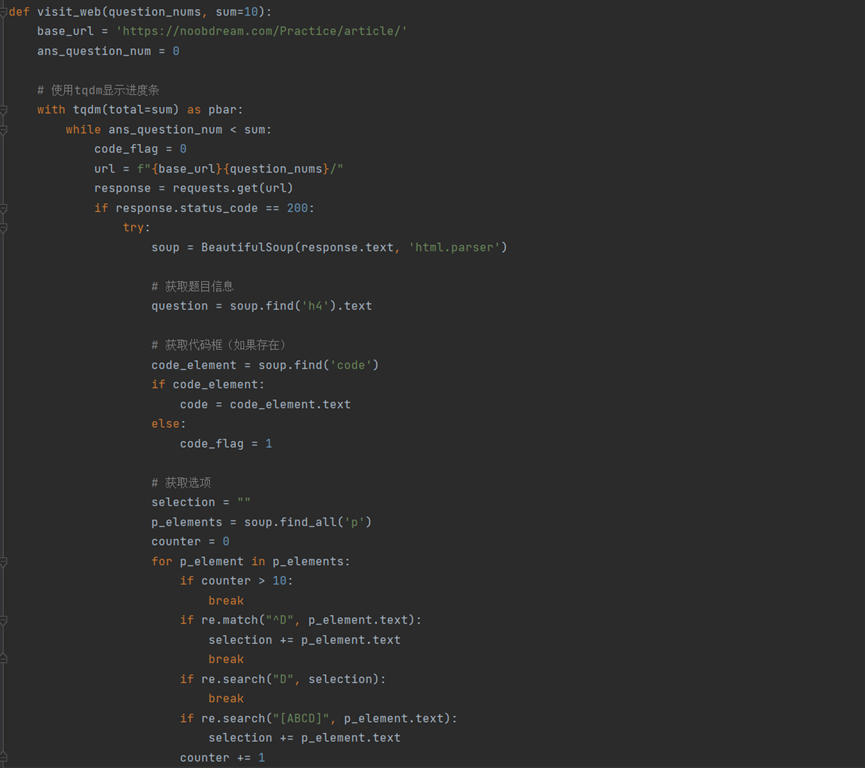 def visit_web(question_nums, sum=10):
    base_url = 'https://noobdream.com/Practice/article/'
    ans_question_num = 0

    # 使用tqdm显示进度条
    with tqdm(total=sum) as pbar:
        while ans_question_num < sum:
            code_flag = 0
            url = f"{base_url}{question_nums}/"
            response = requests.get(url)
            if response.status_code == 200:
                try:
                    soup = BeautifulSoup(response.text, 'html.parser')

                    # 获取题目信息
                    question = soup.find('h4').text

                    # 获取代码框（如果存在）
                    code_element = soup.find('code')
                    if code_element:
                        code = code_element.text
                    else:
                        code_flag = 1

                    # 获取选项
                    selection = ""
                    p_elements = soup.find_all('p')
                    counter = 0
                    for p_element in p_elements:
                        if counter > 10:
                            break
                        if re.match("^D", p_element.text):
                            selection += p_element.text
                            break
                        if re.search("D", selection):
                            break
                        if re.search("[ABCD]", p_element.text):
                            selection += p_element.text
                        counter += 1